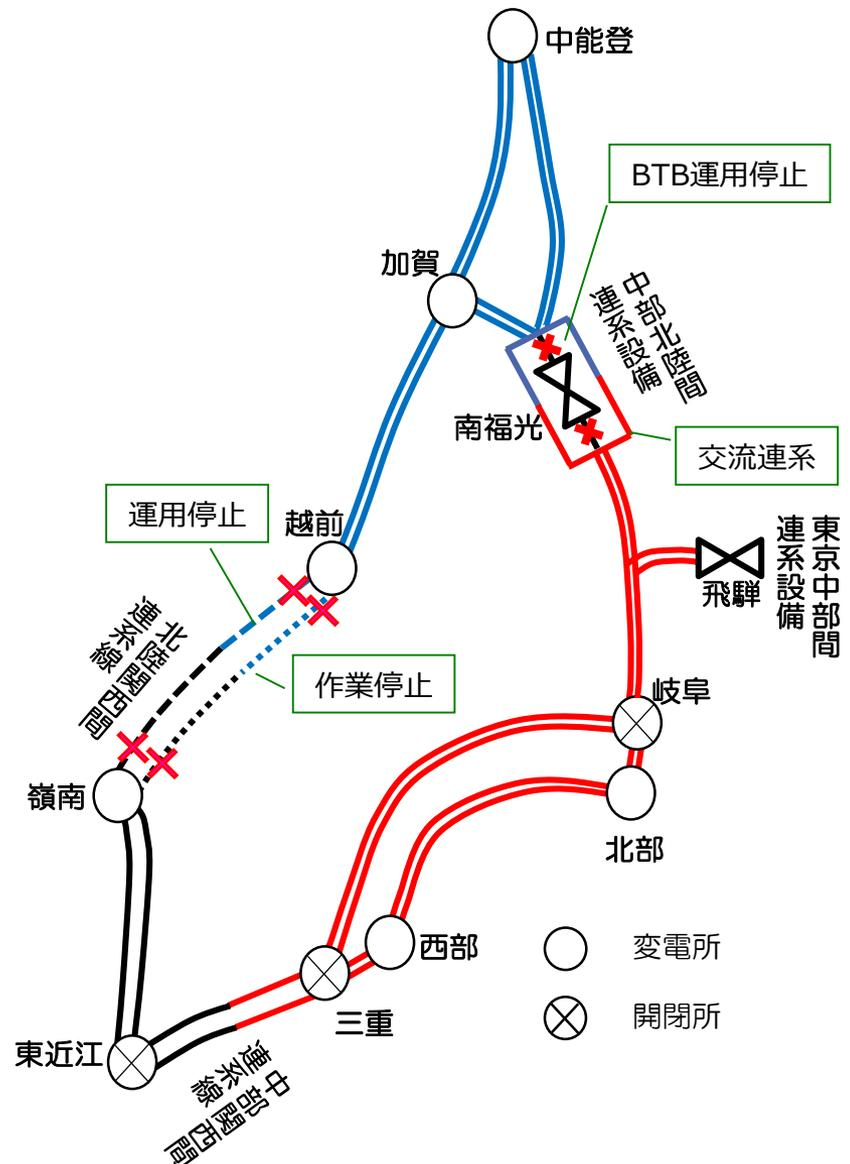 中能登
BTB運用停止
加賀
中部北陸間
連系設備
南福光
交流連系
運用停止
越前
東京中部間
連系設備
飛騨
北陸関西間
連系線
作業停止
岐阜
嶺南
北部
西部
変電所
三重
開閉所
東近江
中部関西間
連系線